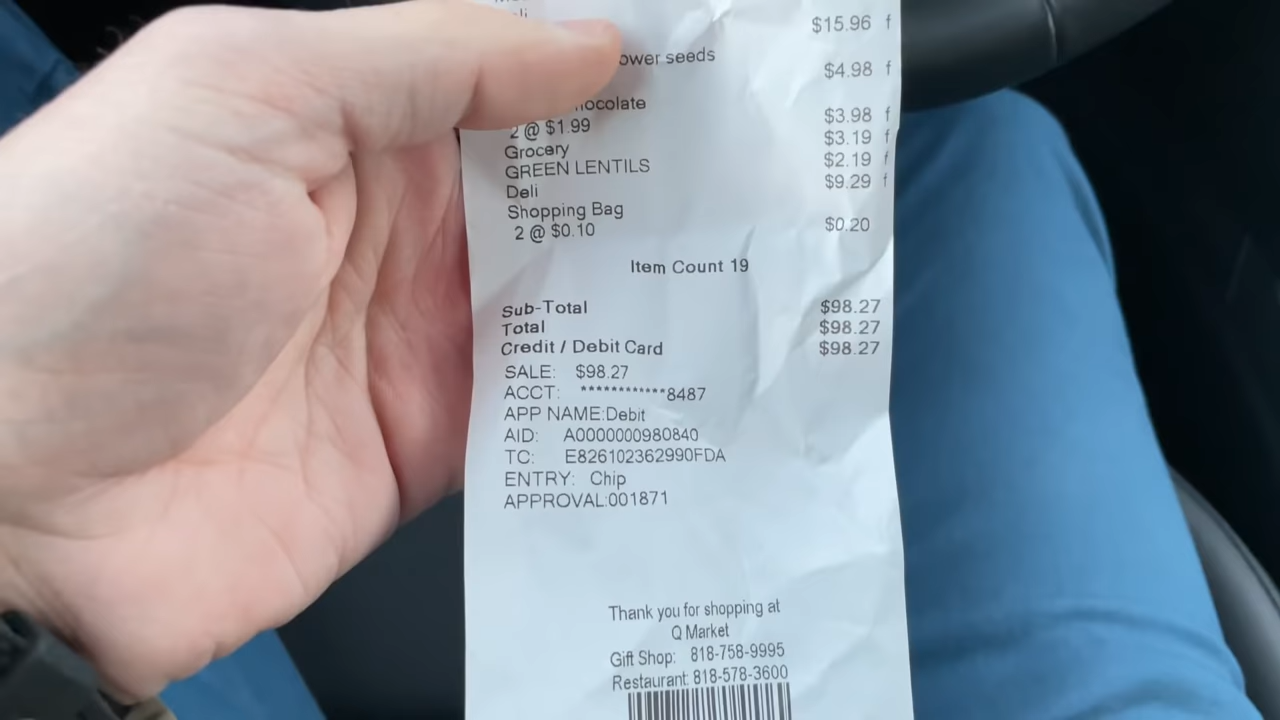 $15.96 f
ower seeds
$4.98 f
ocolate
2 @ $1.99 $3.98 f
Grocery $3.19 f
GREEN LENTILS $2.19 f
Deli $9.29 f
Shopping Bag
2 @ $0.10 $0.20
Item Count 19
Sub-Total $98.27
Total $98.27
Credit / Debit Card $98.27
SALE: $98.27
ACCT: ************8487
APP NAME:Debit
AID: A0000000980840
TC: E826102362990FDA
ENTRY: Chip
APPROVAL:001871
Thank you for shopping at
Q Market
Gift Shop: 818-758-9995
Restaurant: 818-578-3600